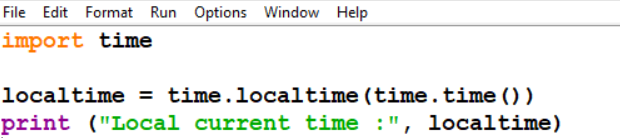 File Edit Format Run Options Window Help
import time
localtime = time.localtime(time.time())
print ("Local current time :", localtime)